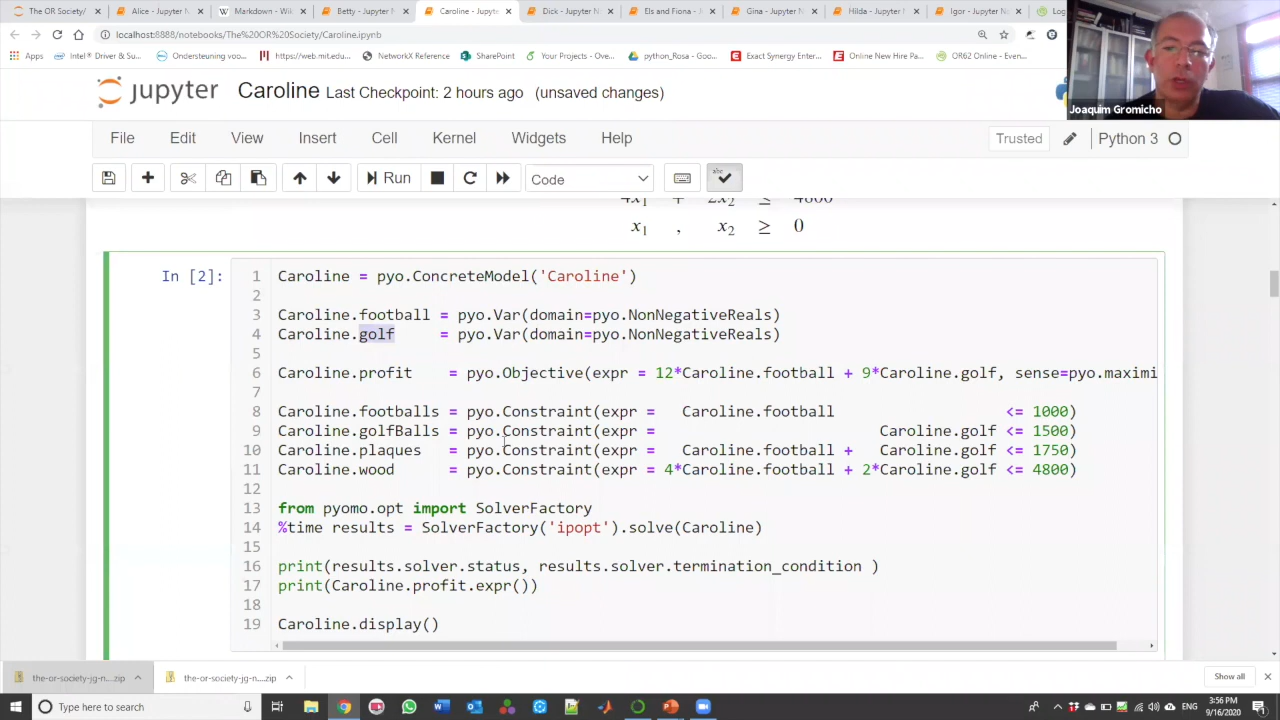 The OR Society/ Alice - Jupyter N Markdown - Wiki Betty - Jupyter N Caroline - Jupyte Dick - Jupyter N Els and Fiona - J Gina - Jupyter N Hilda - Jupyter N Igor - Jupyter No Log
localhost:8888/notebooks/The%20OR%20Society/Caroline.ipynb
Apps Intel® Driver & Su... Ondersteuning voo... https://web.mit.edu... NetworkX Reference SharePoint Your Projects - Ove... python_Rosa - Goo... Exact Synergy Enter... Online New Hire Pa... OR62 Online - Even...
jupyter Caroline Last Checkpoint: 2 hours ago (unsaved changes)
Joaquim Gromicho
File Edit View Insert Cell Kernel Widgets Help Trusted Python 3
Run Code
4x₁ + 2x₂ ≤ 4800
x₁ , x₂ ≥ 0
In [2]:
1 Caroline = pyo.ConcreteModel('Caroline')
2
3 Caroline.football = pyo.Var(domain=pyo.NonNegativeReals)
4 Caroline.golf = pyo.Var(domain=pyo.NonNegativeReals)
5
6 Caroline.profit = pyo.Objective(expr = 12*Caroline.football + 9*Caroline.golf, sense=pyo.maximi
7
8 Caroline.footballs = pyo.Constraint(expr = Caroline.football <= 1000)
9 Caroline.golfBalls = pyo.Constraint(expr = Caroline.golf <= 1500)
10 Caroline.plaques = pyo.Constraint(expr = Caroline.football + Caroline.golf <= 1750)
11 Caroline.wood = pyo.Constraint(expr = 4*Caroline.football + 2*Caroline.golf <= 4800)
12
13 from pyomo.opt import SolverFactory
14 %time results = SolverFactory('ipopt').solve(Caroline)
15
16 print(results.solver.status, results.solver.termination_condition )
17 print(Caroline.profit.expr())
18
19 Caroline.display()
the-or-society-jg-n....zip the-or-society-jg-n....zip Show all
Type here to search ENG 3:56 PM
9/16/2020